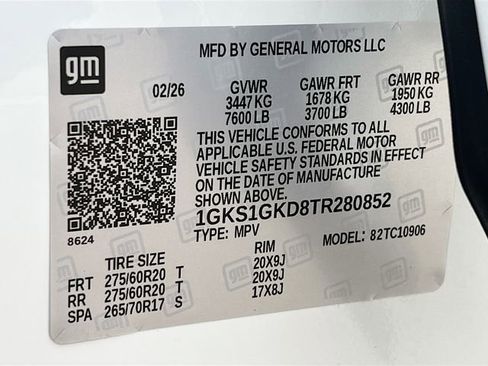 gm
MFD BY GENERAL MOTORS LLC
02/26 GVWR GAWR FRT GAWR RR
3447 KG 1678 KG 1950 KG
7600 LB 3700 LB 4300 LB
THIS VEHICLE CONFORMS TO ALL
APPLICABLE U.S. FEDERAL MOTOR
VEHICLE SAFETY STANDARDS IN EFFECT
ON THE DATE OF MANUFACTURE
SHOWN ABOVE.
8624
1GKS1GKD8TR280852
TYPE: MPV MODEL: 82TC10906
TIRE SIZE RIM
FRT 275/60R20 T 20X9J
RR 275/60R20 T 20X9J
SPA 265/70R17 S 17X8J